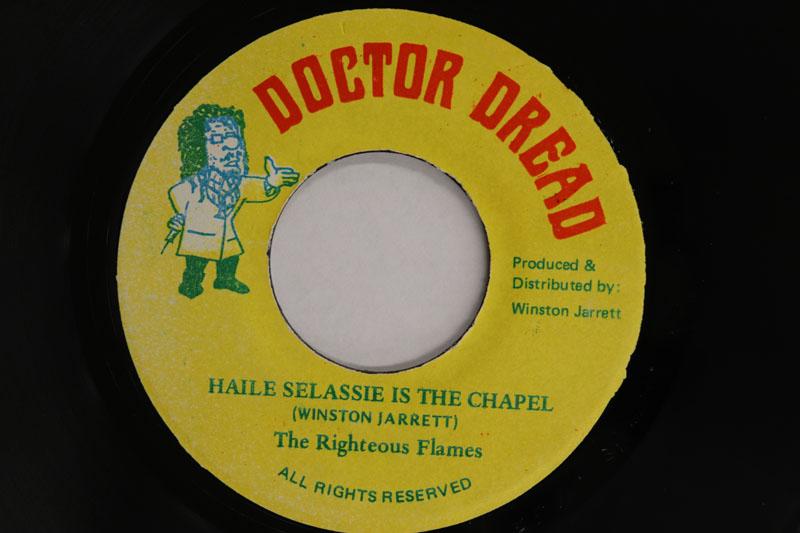 DOCTOR DREAD
Produced &
Distributed by:
Winston Jarrett
HAILE SELASSIE IS THE CHAPEL
(WINSTON JARRETT)
The Righteous Flames
ALL RIGHTS RESERVED